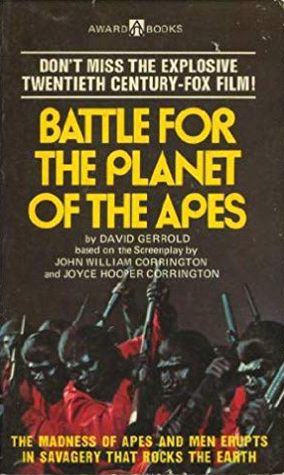 AWARD A BOOKS
DON'T MISS THE EXPLOSIVE
TWENTIETH CENTURY-FOX FILM!
BATTLE FOR
THE PLANET
OF THE APES
by DAVID GERROLD
based on the Screenplay by
JOHN WILLIAM CORRINGTON
and JOYCE HOOPER CORRINGTON
THE MADNESS OF APES AND MEN ERUPTS
IN SAVAGERY THAT ROCKS THE EARTH